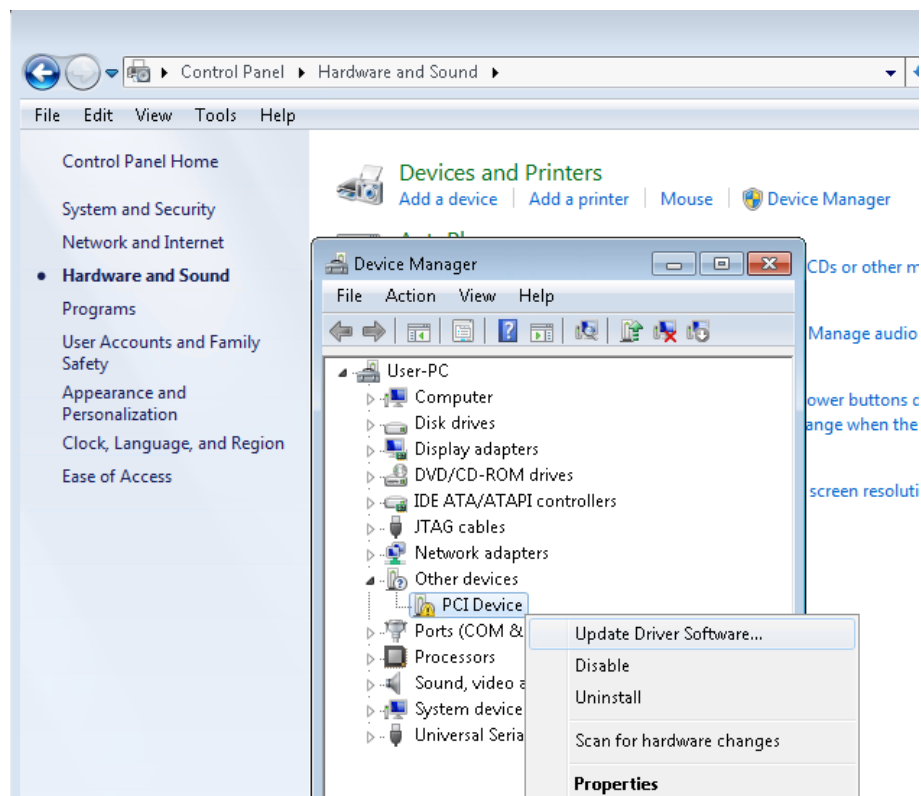 Control Panel Hardware and Sound
File Edit View Tools Help
Control Panel Home
System and Security
Network and Internet
Hardware and Sound
Programs
User Accounts and Family
Safety
Appearance and
Personalization
Clock, Language, and Region
Ease of Access
Devices and Printers
Add a device Add a printer Mouse Device Manager
CDs or other m
Manage audio
ower buttons
ange when the
screen resoluti
Device Manager
File Action View Help
User-PC
Computer
Disk drives
Display adapters
DVD/CD-ROM drives
IDE ATA/ATAPI controllers
JTAG cables
Network adapters
Other devices
PCI Device
Ports (COM &
Processors
Sound, video a
System device
Universal Seria
Update Driver Software...
Disable
Uninstall
Scan for hardware changes
Properties